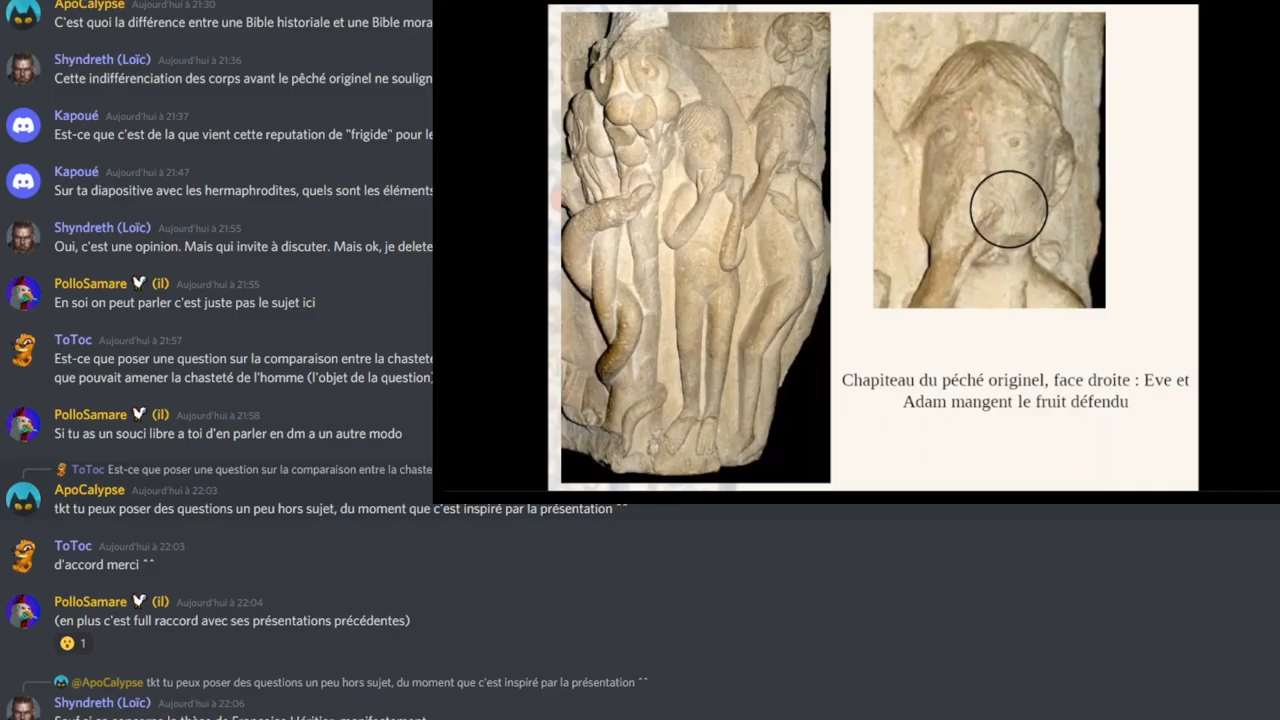 ApoCalypse Aujourd'hui à 21:30
C'est quoi la différence entre une Bible historiale et une Bible mora
Shyndreth (Loïc) Aujourd'hui à 21:36
Cette indifférenciation des corps avant le pêché originel ne soulign
Kapoué Aujourd'hui à 21:37
Est-ce que c'est de la que vient cette reputation de "frigide" pour le
Kapoué Aujourd'hui à 21:47
Sur ta diapositive avec les hermaphrodites, quels sont les éléments
Shyndreth (Loïc) Aujourd'hui à 21:55
Oui, c'est une opinion. Mais qui invite à discuter. Mais ok, je delete
PolloSamare (il) Aujourd'hui à 21:55
En soi on peut parler c'est juste pas le sujet ici
ToToc Aujourd'hui à 21:57
Est-ce que poser une question sur la comparaison entre la chasteté
que pouvait amener la chasteté de l'homme (l'objet de la question)
PolloSamare (il) Aujourd'hui à 21:58
Si tu as un souci libre a toi d'en parler en dm a un autre modo
ToToc Est-ce que poser une question sur la comparaison entre la chaste
ApoCalypse Aujourd'hui à 22:03
tkt tu peux poser des questions un peu hors sujet, du moment que c'est inspiré par la présentation ^^
ToToc Aujourd'hui à 22:03
d'accord merci ^^
PolloSamare (il) Aujourd'hui à 22:04
(en plus c'est full raccord avec ses présentations précédentes)
1
@ApoCalypse tkt tu peux poser des questions un peu hors sujet, du moment que c'est inspiré par la présentation ^^
Shyndreth (Loïc) Aujourd'hui à 22:06
Sauf si ça concerne la thèse de Françoise Héritier, manifestement
Chapiteau du péché originel, face droite : Eve et
Adam mangent le fruit défendu